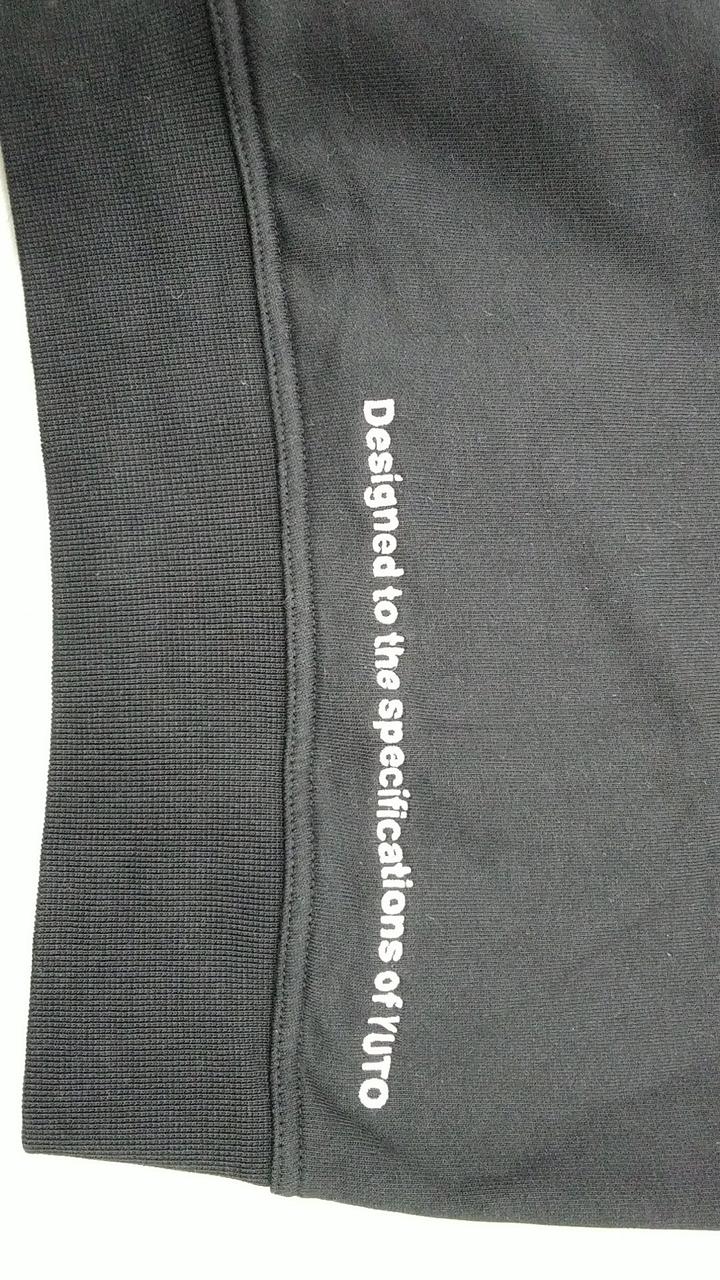 Designed to the Specifications of YUTO